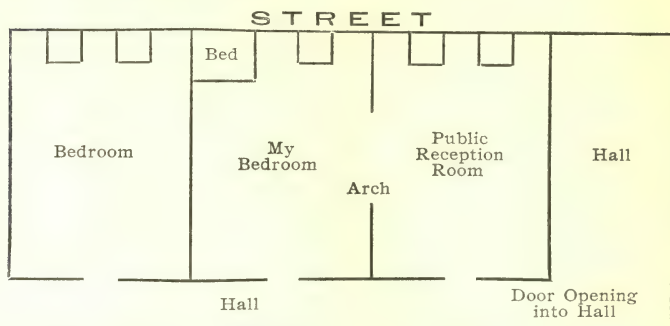 STREET
Bed
Bedroom
My
Bedroom
Arch
Public
Reception
Room
Hall
Hall
Door Opening
into Hall